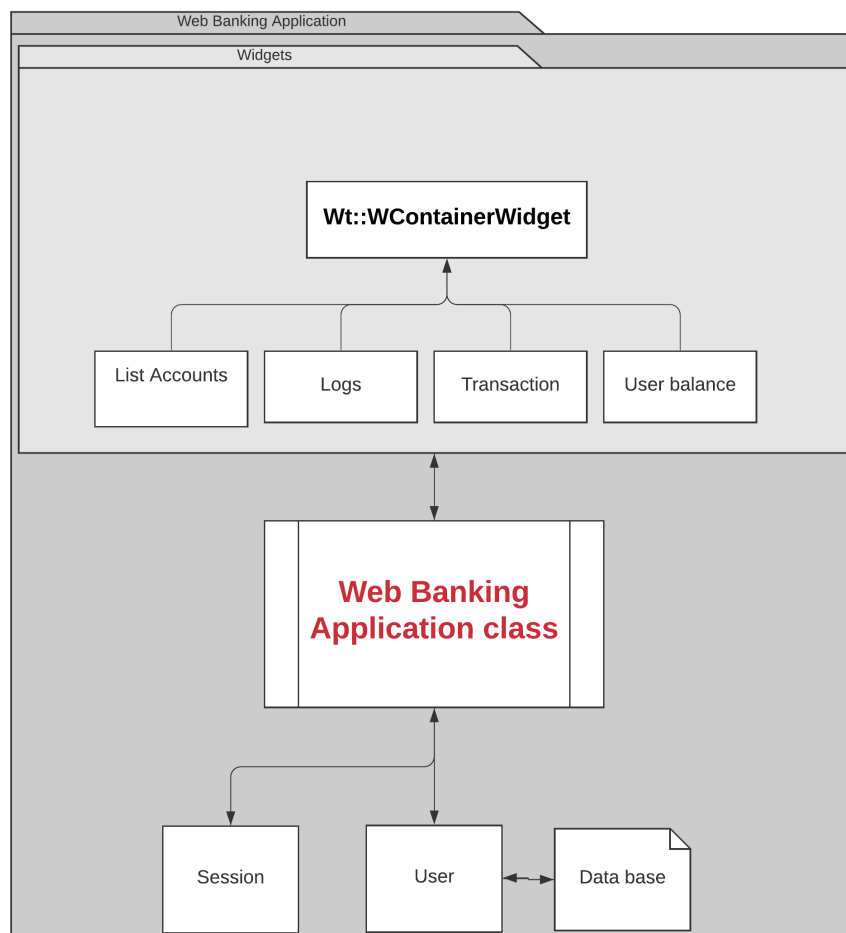 Web Banking Application
Widgets
Wt::WContainerWidget
List Accounts
Logs
Transaction
User balance
Web Banking
Application class
Session
User
Data base